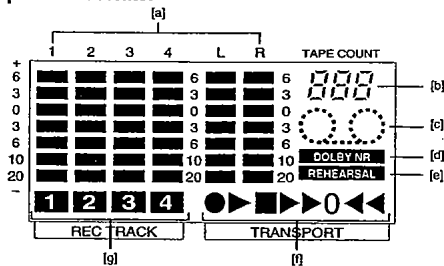 [a]
1 2 3 4 L R TAPE COUNT
+
6 6 6 888 [b]
3 3 3
0 0 0 [c]
3 3 3
6 6 6
10 10 10 DOLBY NR [d]
20 20 20 REHEARSAL [e]
−
1 2 3 4 0
REC TRACK TRANSPORT
[g] [f]